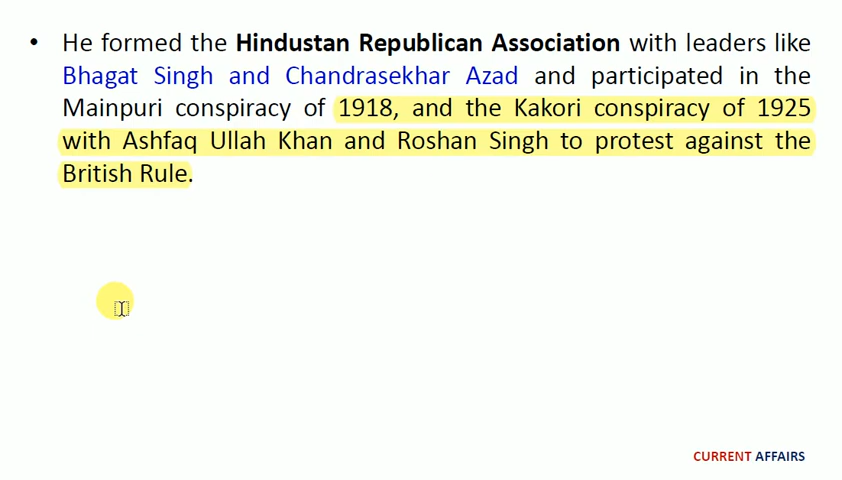 • He formed the Hindustan Republican Association with leaders like
Bhagat Singh and Chandrasekhar Azad and participated in the
Mainpuri conspiracy of 1918, and the Kakori conspiracy of 1925
with Ashfaq Ullah Khan and Roshan Singh to protest against the
British Rule.
CURRENT AFFAIRS